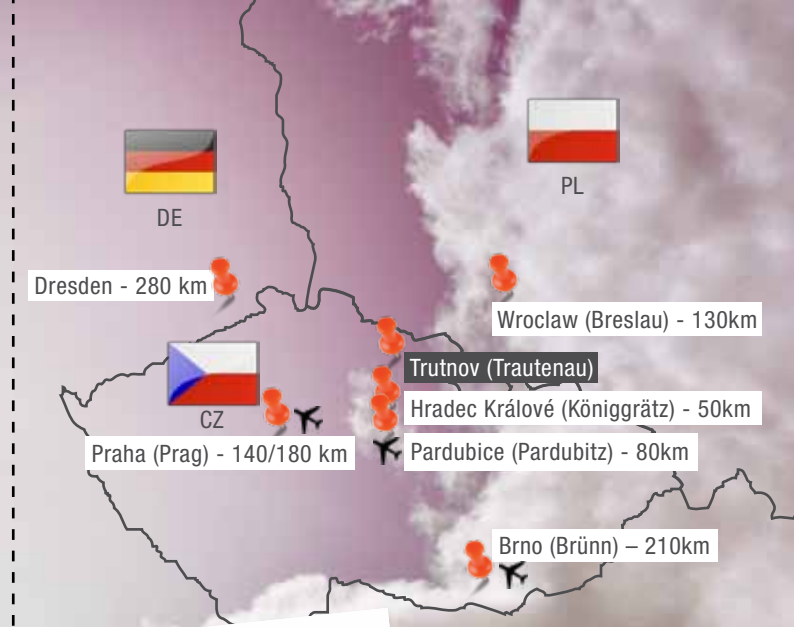 DE
PL
Dresden - 280 km
Wroclaw (Breslau) - 130km
Trutnov (Trautenau)
CZ
Hradec Králové (Königgrätz) - 50km
Praha (Prag) - 140/180 km
Pardubice (Pardubitz) - 80km
Brno (Brünn) – 210km